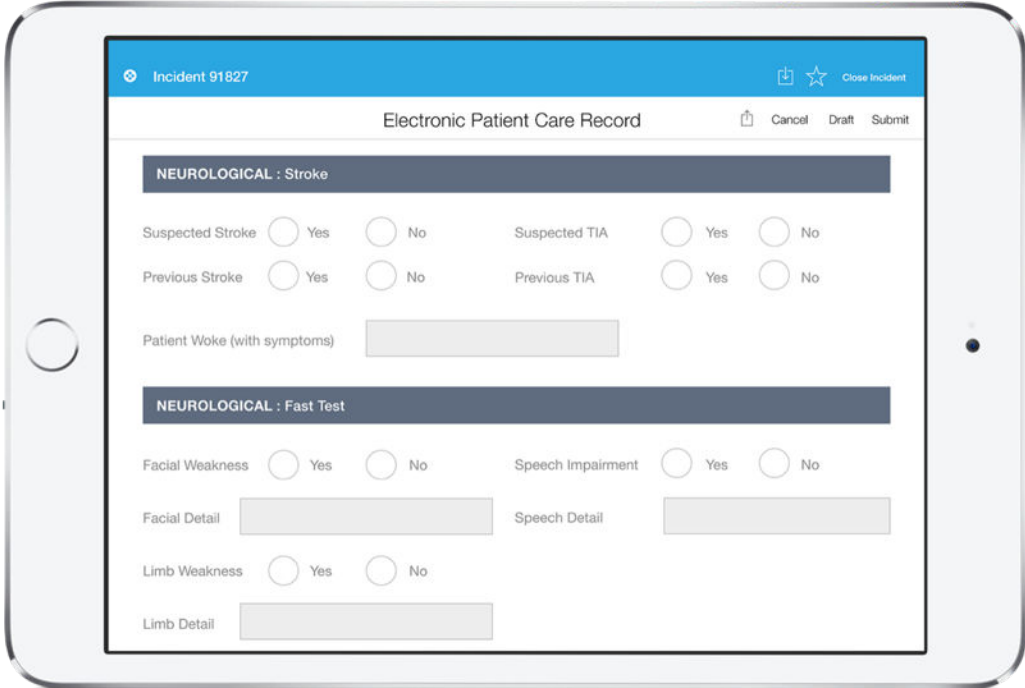 Incident 91827
Close Incident
Electronic Patient Care Record
Cancel Draft Submit
NEUROLOGICAL : Stroke
Suspected Stroke Yes No Suspected TIA Yes No
Previous Stroke Yes No Previous TIA Yes No
Patient Woke (with symptoms)
NEUROLOGICAL : Fast Test
Facial Weakness Yes No Speech Impairment Yes No
Facial Detail Speech Detail
Limb Weakness Yes No
Limb Detail